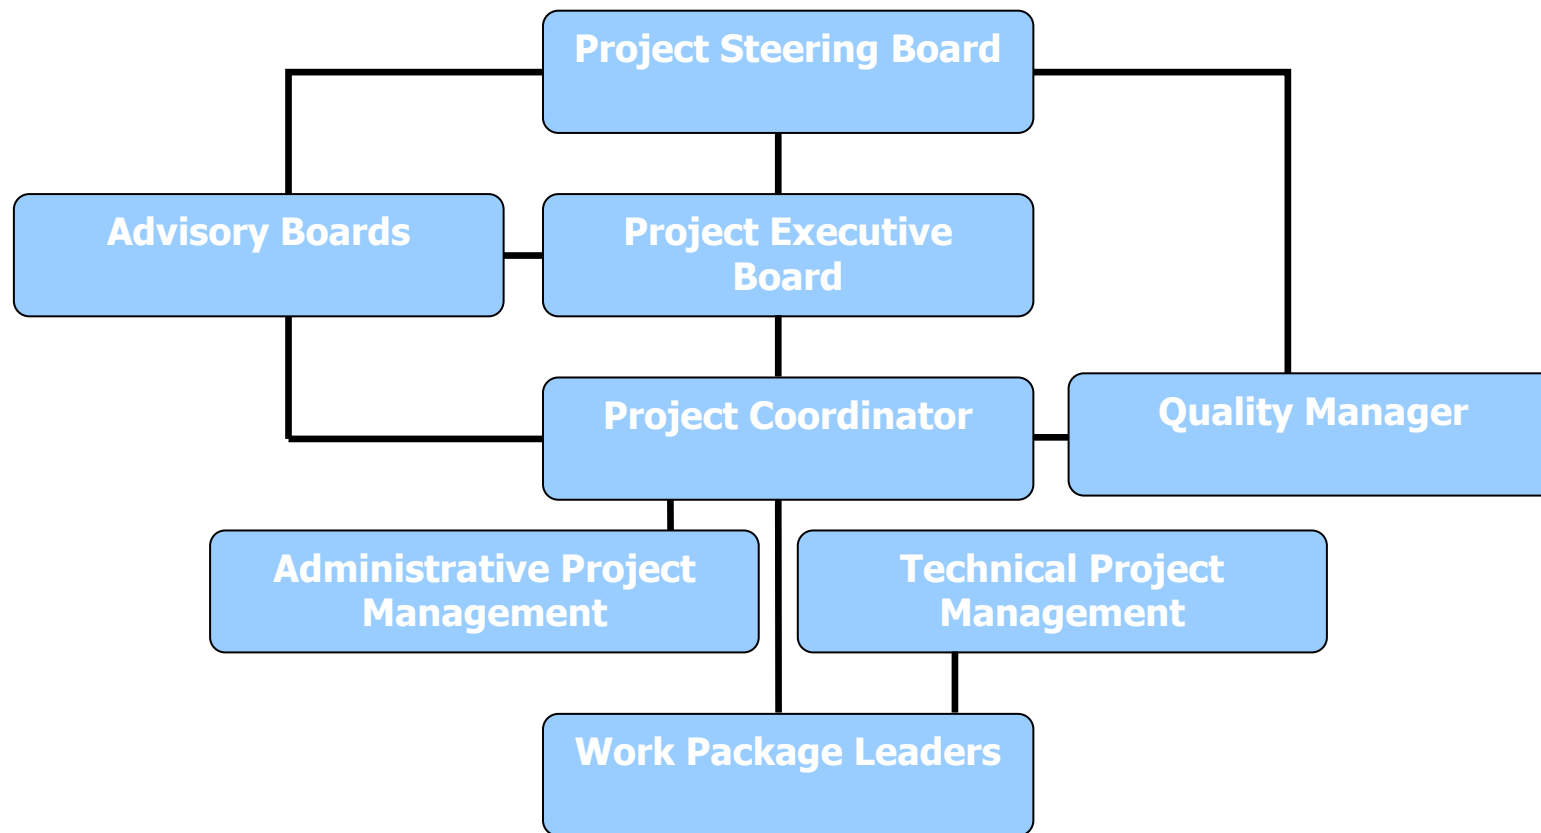 Project Steering Board
Advisory Boards
Project Executive
Board
Project Coordinator
Quality Manager
Administrative Project
Management
Technical Project
Management
Work Package Leaders